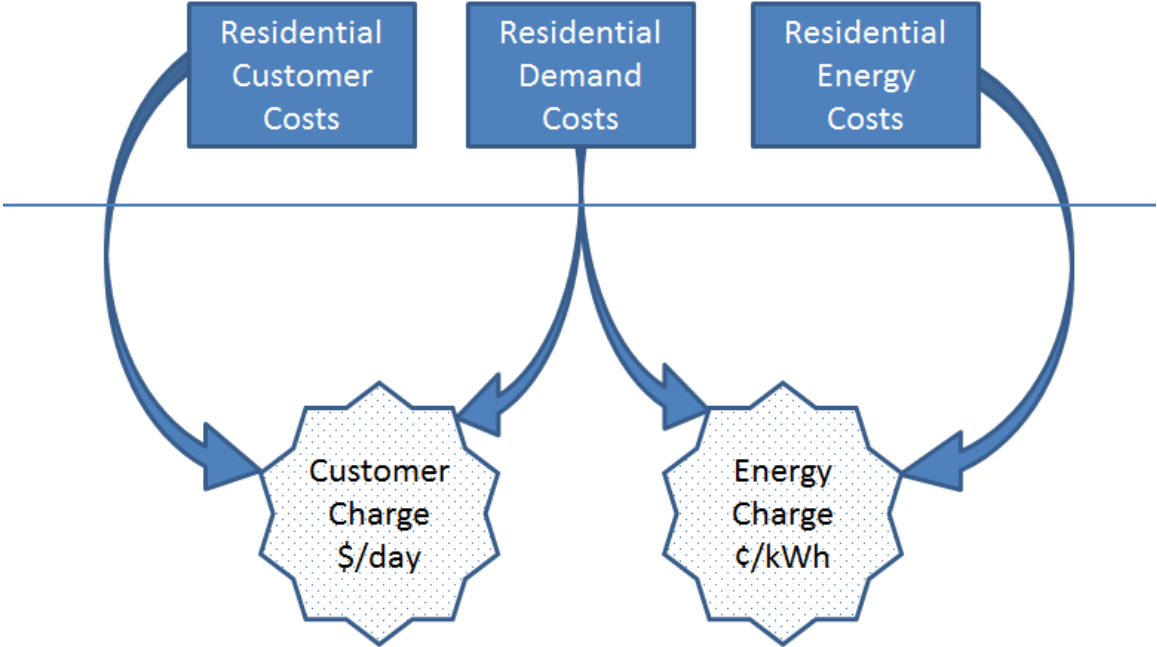 Residential
Customer
Costs
Residential
Demand
Costs
Residential
Energy
Costs
Customer
Charge
$/day
Energy
Charge
¢/kWh